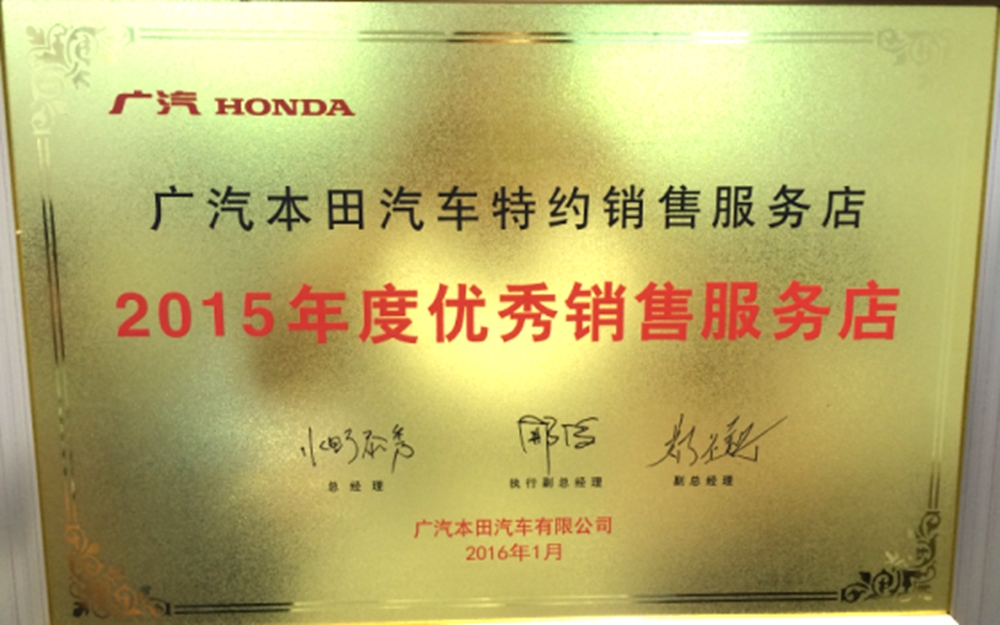 广汽 HONDA
广汽本田汽车特约销售服务店
2015年度优秀销售服务店
总经理 执行副总经理 副总经理
广汽本田汽车有限公司
2016年1月